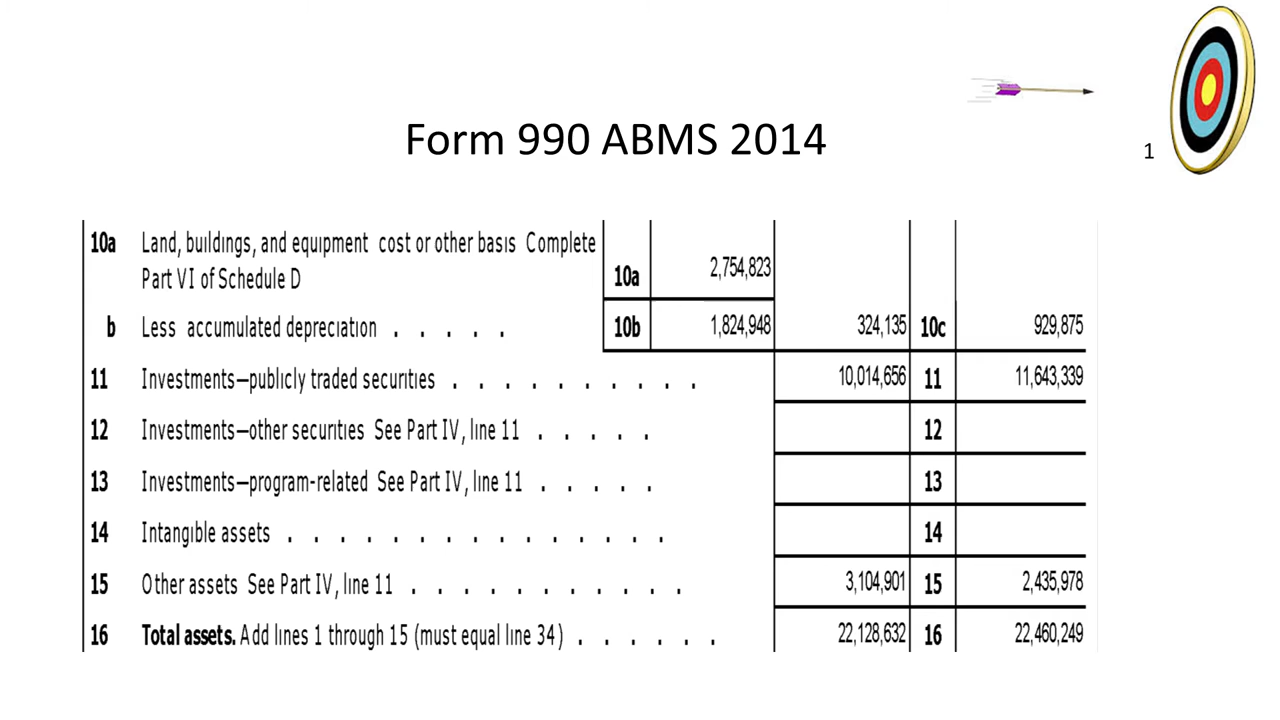 Form 990 ABMS 2014
1
10a Land, buildings, and equipment cost or other basis Complete
Part VI of Schedule D 10a 2,754,823
b Less accumulated depreciation . . . . . 10b 1,824,948 324,135 10c 929,875
11 Investments—publicly traded securities . . . . . . . . . . 10,014,656 11 11,643,339
12 Investments—other securities See Part IV, line 11 . . . . . 12
13 Investments—program-related See Part IV, line 11 . . . . . 13
14 Intangible assets . . . . . . . . . . . . . . . 14
15 Other assets See Part IV, line 11 . . . . . . . . . . . 3,104,901 15 2,435,978
16 Total assets. Add lines 1 through 15 (must equal line 34) . . . . . . 22,128,632 16 22,460,249